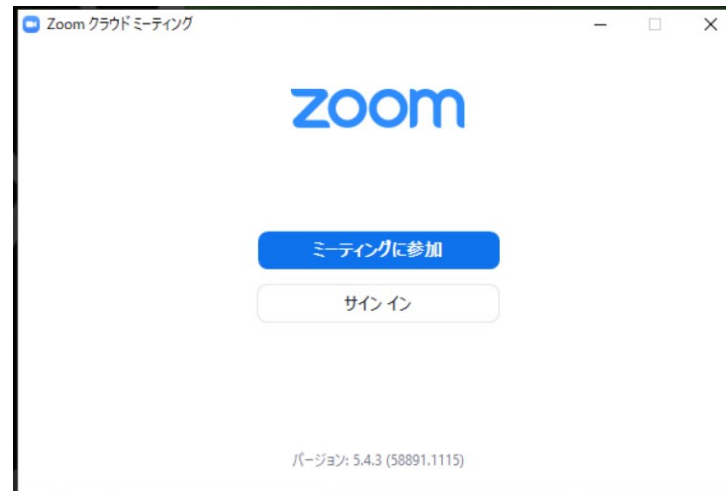 Zoom クラウド ミーティング
zoom
ミーティングに参加
サイン イン
バージョン: 5.4.3 (58891.1115)